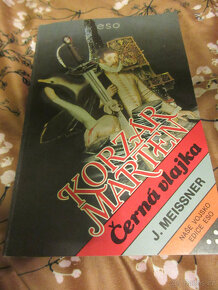 eso
KORZÁR
MARTEN
Černá vlajka
J. MEISSNER
NAŠE VOJSKO
EDICE ESO